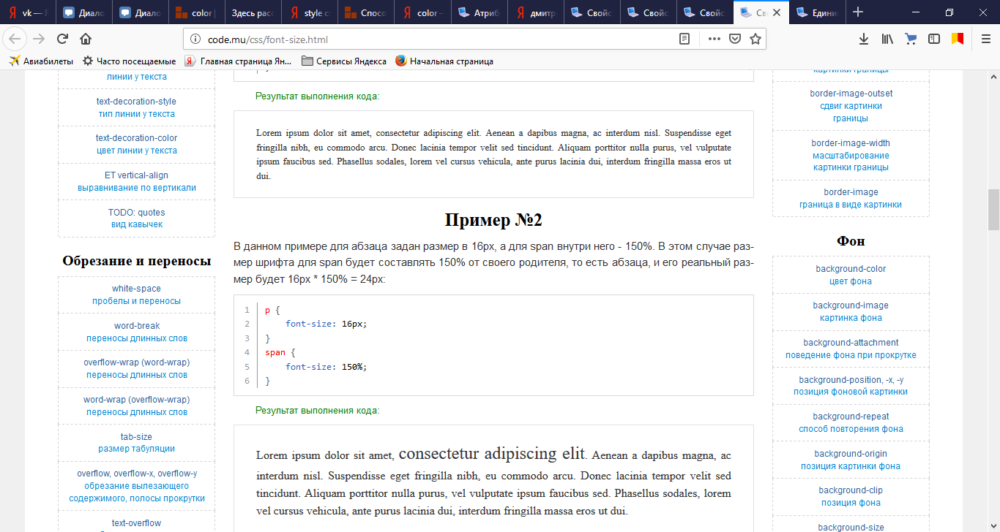 vk — Я
Диало
Диало
color |
Здесь расс
style c
Спосо
color –
Атриб
дмитр
Свойс
Свойс
Свойс
Св
Едини
code.mu/css/font-size.html
Авиабилеты
Часто посещаемые
Главная страница Ян...
Сервисы Яндекса
Начальная страница
линии у текста
text-decoration-style
тип линии у текста
text-decoration-color
цвет линии у текста
ET vertical-align
выравнивание по вертикали
TODO: quotes
вид кавычек
Обрезание и переносы
white-space
пробелы и переносы
word-break
переносы длинных слов
overflow-wrap (word-wrap)
переносы длинных слов
word-wrap (overflow-wrap)
переносы длинных слов
tab-size
размер табуляции
overflow, overflow-x, overflow-y
обрезание вылезающего
содержимого, полосы прокрутки
text-overflow
Результат выполнения кода:
Lorem ipsum dolor sit amet, consectetur adipiscing elit. Aenean a dapibus magna, ac interdum nisl. Suspendisse eget
fringilla nibh, eu commodo arcu. Donec lacinia tempor velit sed tincidunt. Aliquam porttitor nulla purus, vel vulputate
ipsum faucibus sed. Phasellus sodales, lorem vel cursus vehicula, ante purus lacinia dui, interdum fringilla massa eros ut
dui.
Пример №2
В данном примере для абзаца задан размер в 16px, а для span внутри него - 150%. В этом случае раз-
мер шрифта для span будет составлять 150% от своего родителя, то есть абзаца, и его реальный раз-
мер будет 16px * 150% = 24px:
1 p {
2 font-size: 16px;
3 }
4 span {
5 font-size: 150%;
6 }
Результат выполнения кода:
Lorem ipsum dolor sit amet, consectetur adipiscing elit. Aenean a dapibus magna, ac
interdum nisl. Suspendisse eget fringilla nibh, eu commodo arcu. Donec lacinia tempor velit sed
tincidunt. Aliquam porttitor nulla purus, vel vulputate ipsum faucibus sed. Phasellus sodales, lorem
vel cursus vehicula, ante purus lacinia dui, interdum fringilla massa eros ut dui.
картинки границы
border-image-outset
сдвиг картинки
границы
border-image-width
масштабирование
картинки границы
border-image
граница в виде картинки
Фон
background-color
цвет фона
background-image
картинка фона
background-attachment
поведение фона при прокрутке
background-position, -x, -y
позиция фоновой картинки
background-repeat
способ повторения фона
background-origin
позиция картинки фона
background-clip
позиция фона
background-size